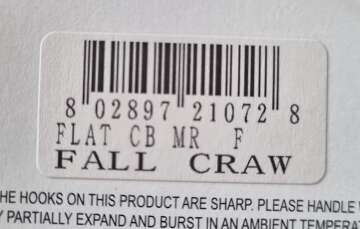 8 02897 21072 8
FLAT CB MR F
FALL CRAW
HE HOOKS ON THIS PRODUCT ARE SHARP. PLEASE HANDLE
Y PARTIALLY EXPAND AND BURST IN AN AMBIENT TEMPERA